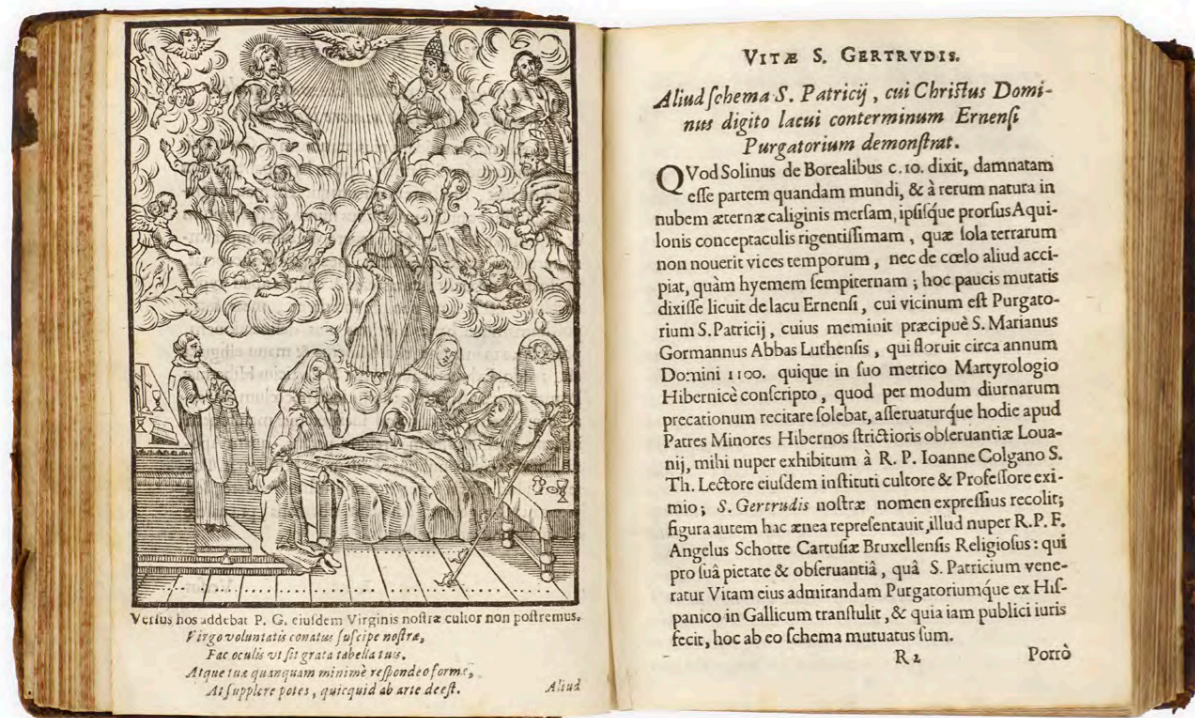 Versus hos addebat P. G. eiusdem Virginis nostræ cultor non postremus.
Virgo voluntatis conatus suscipe nostræ,
Fac oculis vt sit grata tabella tuis.
Atque tuæ quanquam minimè respondeo formæ,
At supplere potes, quicquid ab arte deest.
Aliud
VITÆ S. GERTRVDIS.
Aliud schema S. Patricij, cui Christus Domi-
nus digito lacui conterminum Ernensi
Purgatorium demonstrat.
QVod Solinus de Borealibus c. 10. dixit, damnatam
esse partem quandam mundi, & à rerum natura in
nubem æternæ caliginis mersam, ipsisque prorsus Aqui-
lonis conceptaculis rigentissimam, quæ sola terrarum
non nouerit vices temporum, nec de cœlo aliud acci-
piat, quàm hyemem sempiternam; hoc paucis mutatis
dixisse licuit de lacu Ernensi, cui vicinum est Purgato-
rium S. Patricij, cuius meminit præcipuè S. Marianus
Gormannus Abbas Luthensis, qui floruit circa annum
Domini 1100. quique in suo metrico Martyrologio
Hibernicè conscripto, quod per modum diurnarum
precationum recitare solebat, asseruaturque hodie apud
Patres Minores Hibernos strictioris obseruantiæ Loua-
nij, mihi nuper exhibitum à R. P. Ioanne Colgano S.
Th. Lectore eiusdem instituti cultore & Professore exi-
mio; S. Gertrudis nostræ nomen expressius recolit;
figura autem hac ænea repræsentauit, illud nuper R. P. F.
Angelus Schotte Cartusiæ Bruxellensis Religiosus: qui
pro suâ pietate & obseruantiâ, quâ S. Patricium vene-
ratur Vitam eius admirandam Purgatoriumque ex His-
panico in Gallicum transtulit, & quia iam publici iuris
fecit, hoc ab eo schema mutuatus sum.
R 2 Porrò